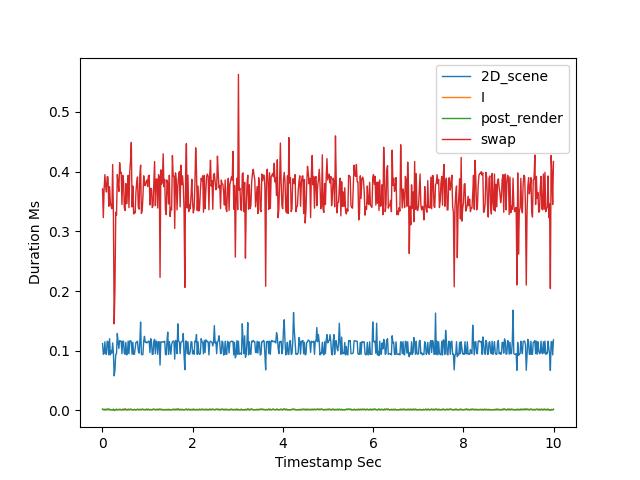 2D_scene
I
post_render
swap
0.5
0.4
0.3
0.2
0.1
0.0
Duration Ms
0 2 4 6 8 10
Timestamp Sec